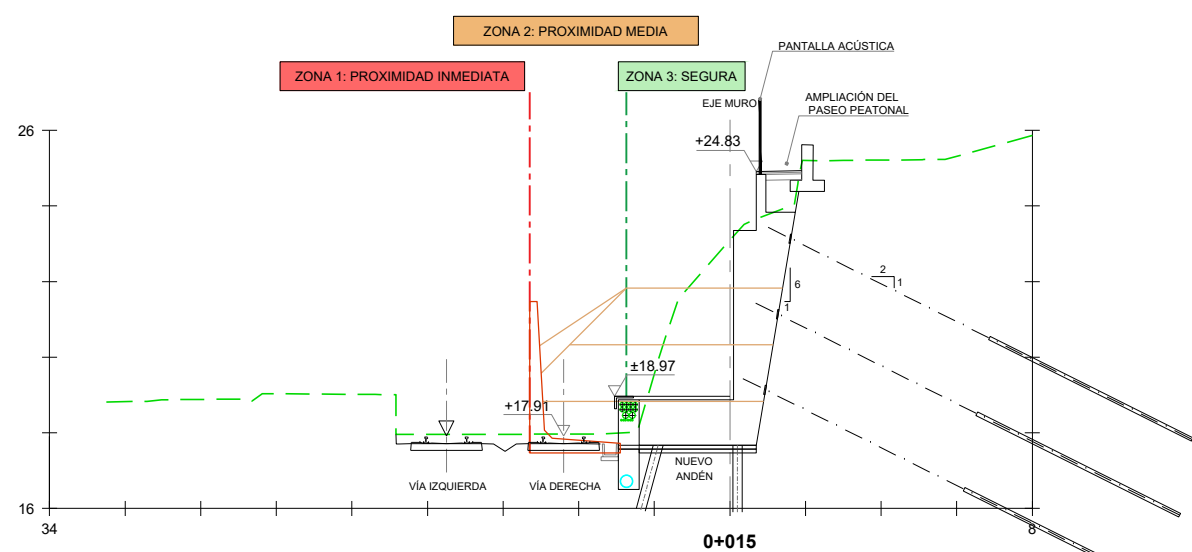 ZONA 2: PROXIMIDAD MEDIA
PANTALLA ACÚSTICA
ZONA 1: PROXIMIDAD INMEDIATA
ZONA 3: SEGURA
EJE MURO
AMPLIACIÓN DEL
PASEO PEATONAL
26
+24.83
2
1
6
1
±18.97
+17.91
NUEVO
ANDÉN
VÍA IZQUIERDA
VÍA DERECHA
16
34
8
0+015